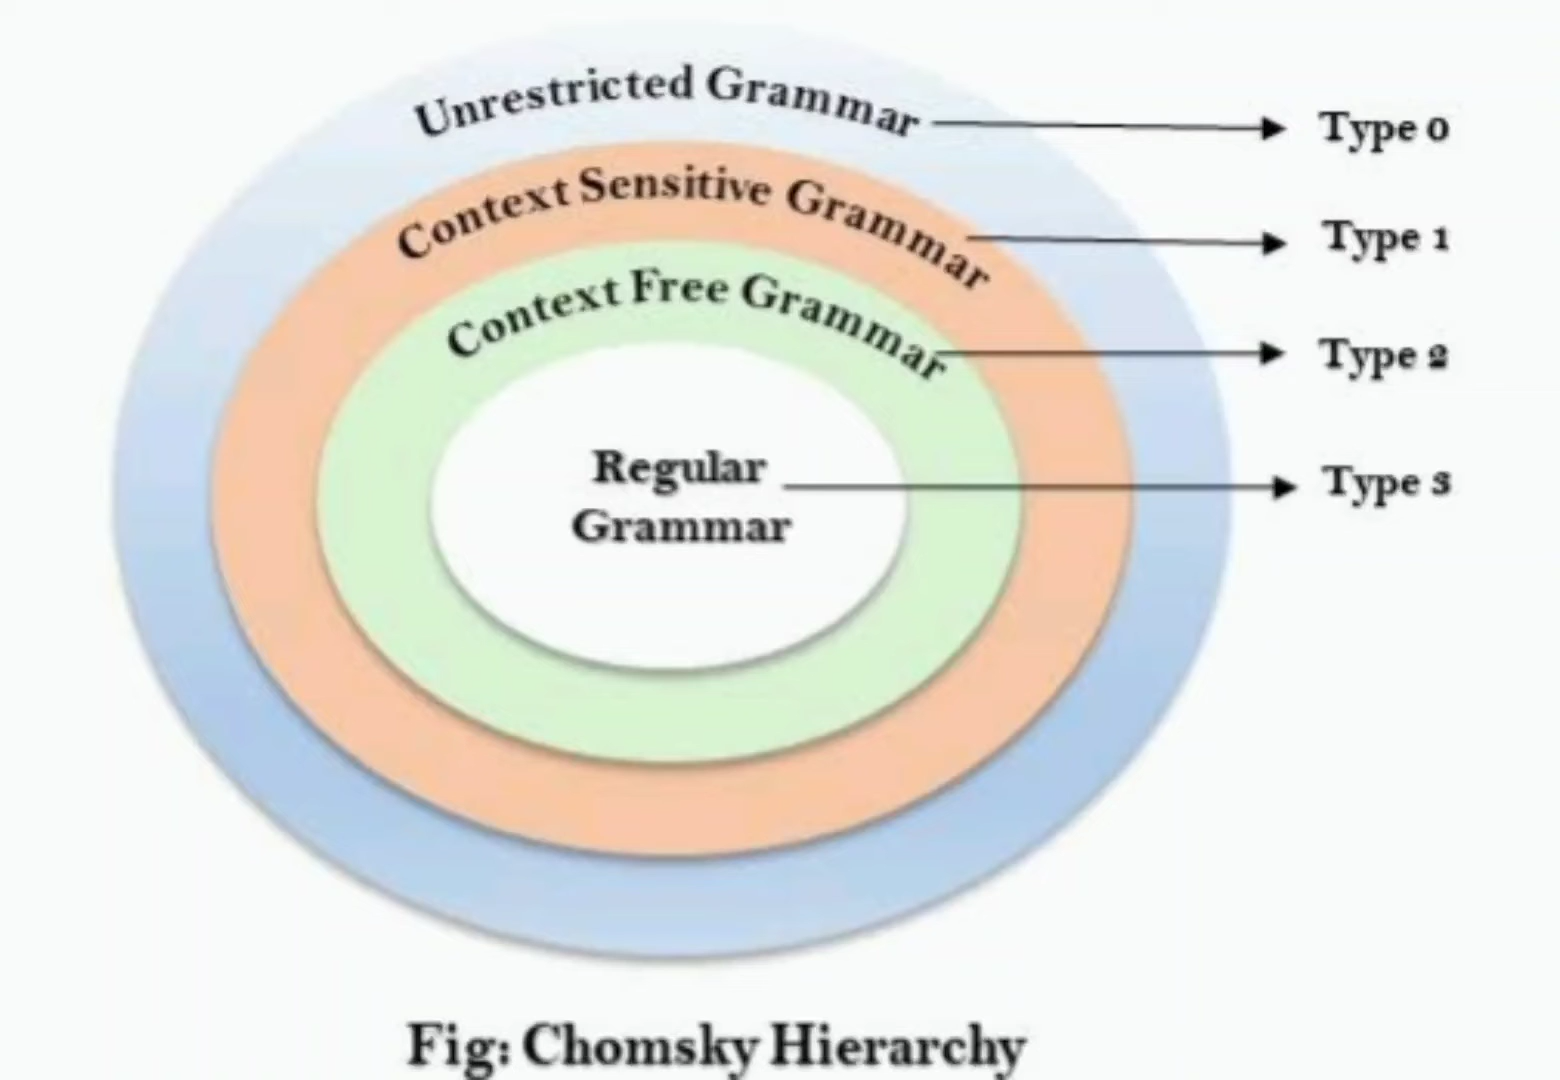 Unrestricted Grammar
Type 0
Context Sensitive Grammar
Type 1
Context Free Grammar
Type 2
Regular
Grammar
Type 3
Fig: Chomsky Hierarchy